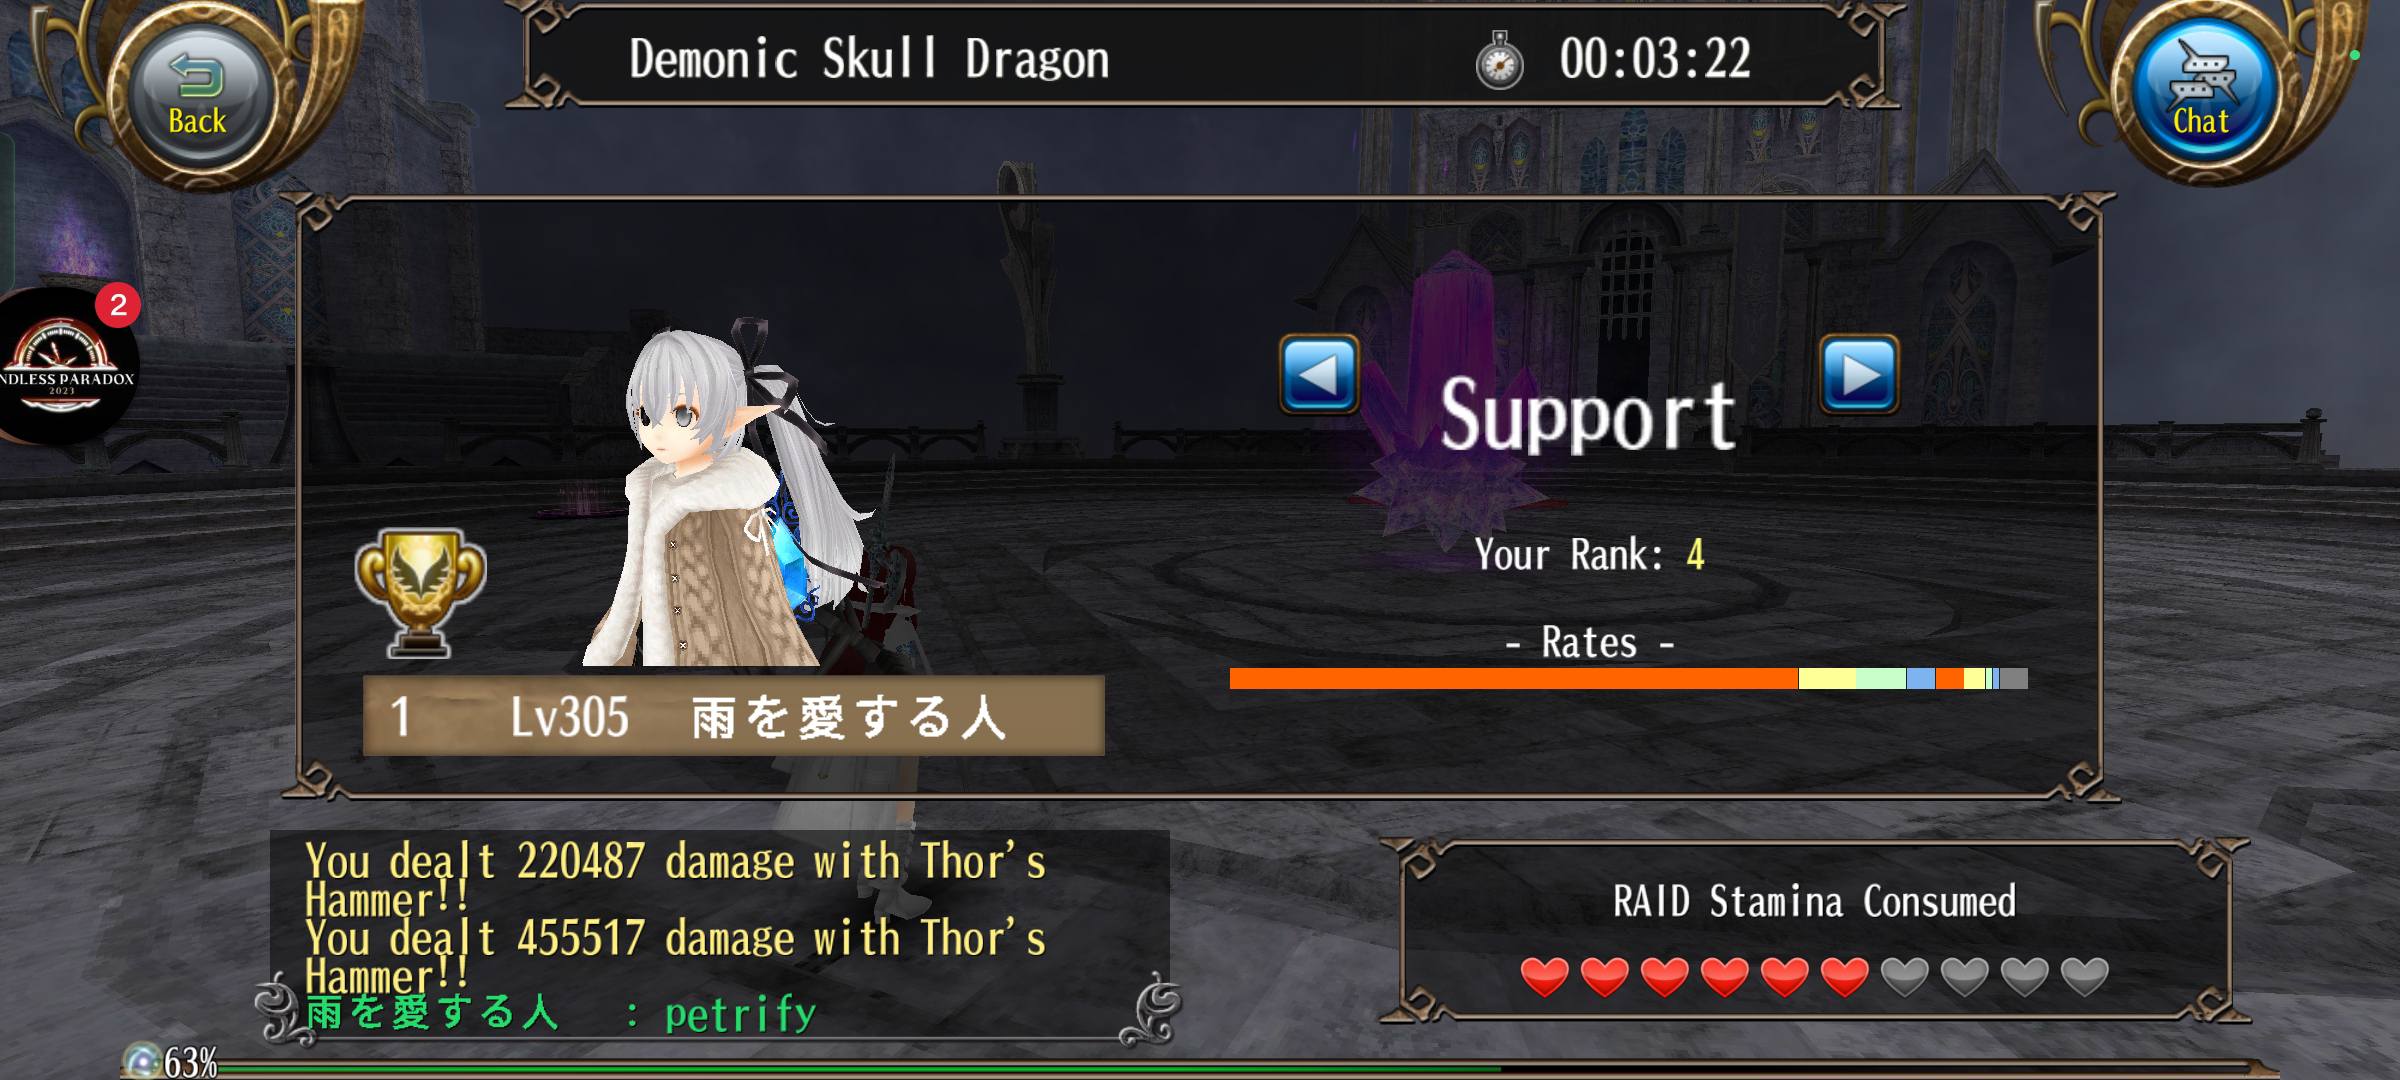 Demonic Skull Dragon 00:03:22
Back
Chat
2
NDLESS PARADOX
2023
Support
Your Rank: 4
- Rates -
1 Lv305 雨を愛する人
You dealt 220487 damage with Thor's
Hammer!!
You dealt 455517 damage with Thor's
Hammer!!
雨を愛する人 : petrify
RAID Stamina Consumed
63%